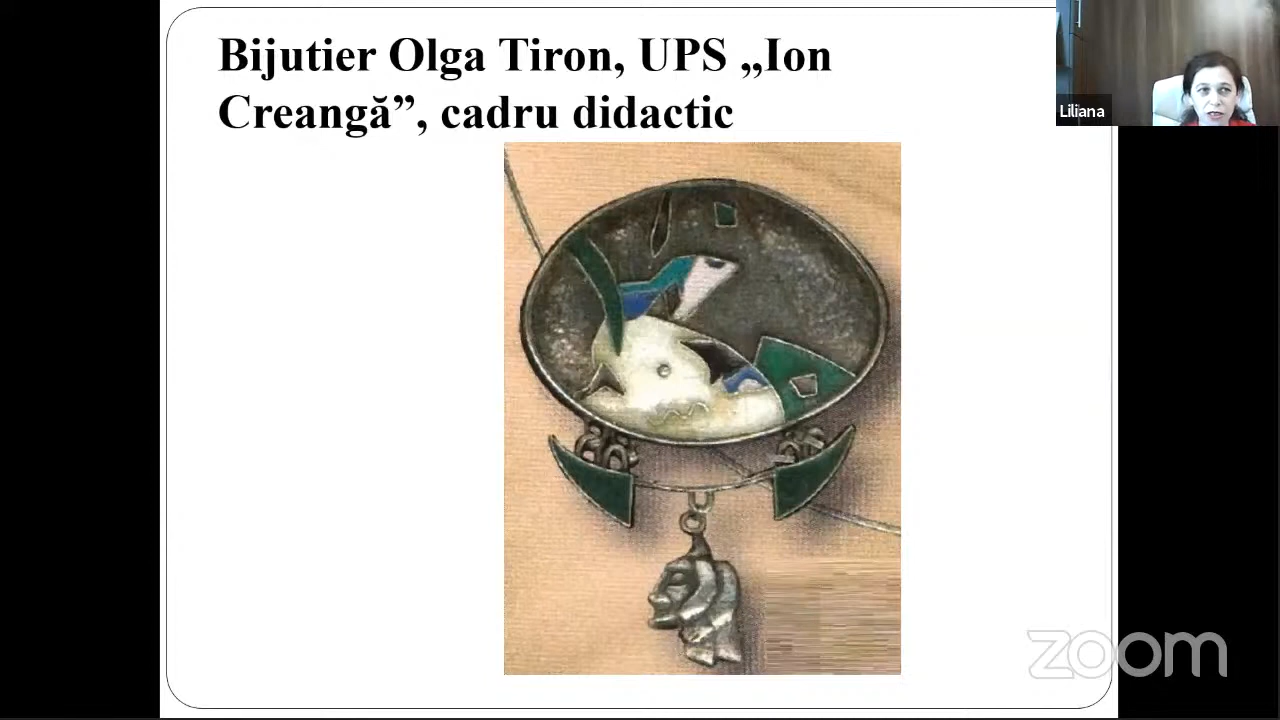 Bijutier Olga Tiron, UPS „Ion
Creangă”, cadru didactic
Liliana
zoom